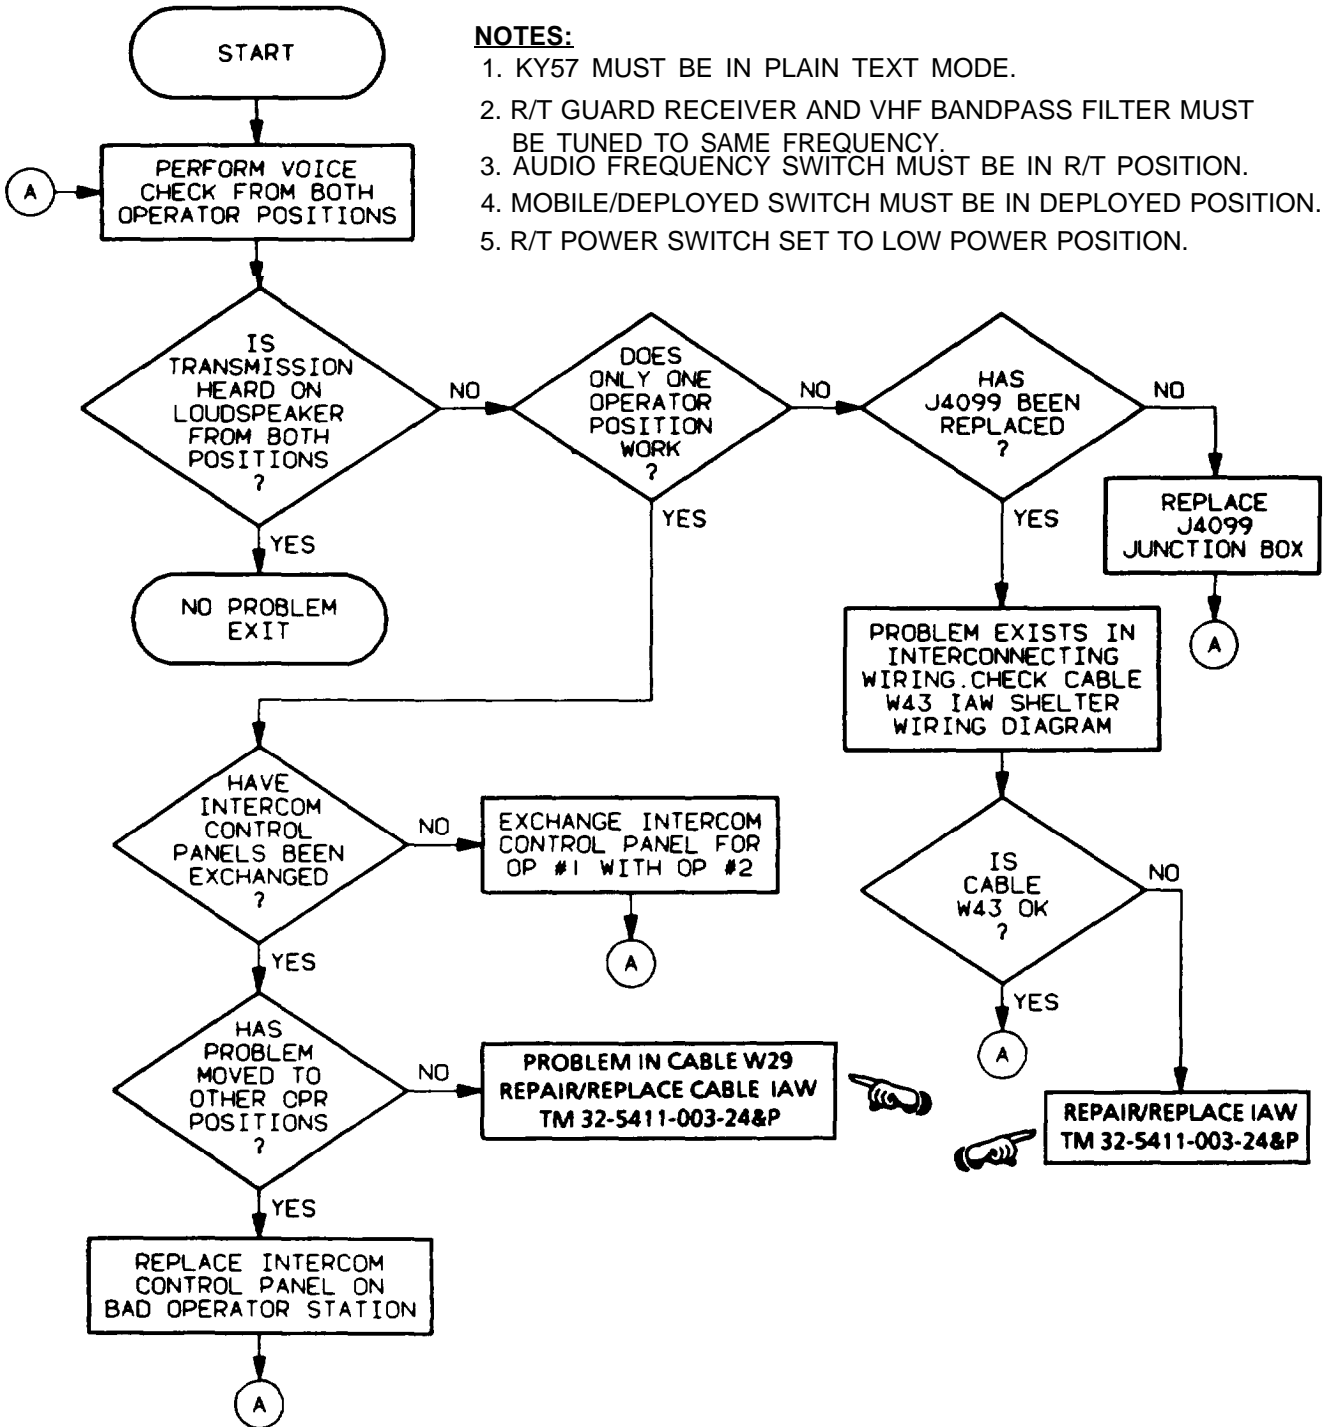 START
NOTES:
1. KY57 MUST BE IN PLAIN TEXT MODE.
2. R/T GUARD RECEIVER AND VHF BANDPASS FILTER MUST
BE TUNED TO SAME FREQUENCY.
3. AUDIO FREQUENCY SWITCH MUST BE IN R/T POSITION.
4. MOBILE/DEPLOYED SWITCH MUST BE IN DEPLOYED POSITION.
5. R/T POWER SWITCH SET TO LOW POWER POSITION.
A
PERFORM VOICE
CHECK FROM BOTH
OPERATOR POSITIONS
IS
TRANSMISSION
HEARD ON
LOUDSPEAKER
FROM BOTH
POSITIONS
?
NO
YES
NO PROBLEM
EXIT
DOES
ONLY ONE
OPERATOR
POSITION
WORK
?
NO
YES
HAS
J4099 BEEN
REPLACED
?
NO
YES
REPLACE
J4099
JUNCTION BOX
A
PROBLEM EXISTS IN
INTERCONNECTING
WIRING.CHECK CABLE
W43 IAW SHELTER
WIRING DIAGRAM
HAVE
INTERCOM
CONTROL
PANELS BEEN
EXCHANGED
?
NO
YES
EXCHANGE INTERCOM
CONTROL PANEL FOR
OP #1 WITH OP #2
A
IS
CABLE
W43 OK
?
NO
YES
A
HAS
PROBLEM
MOVED TO
OTHER OPR
POSITIONS
?
NO
YES
PROBLEM IN CABLE W29
REPAIR/REPLACE CABLE IAW
TM 32-5411-003-24&P
REPAIR/REPLACE IAW
TM 32-5411-003-24&P
REPLACE INTERCOM
CONTROL PANEL ON
BAD OPERATOR STATION
A